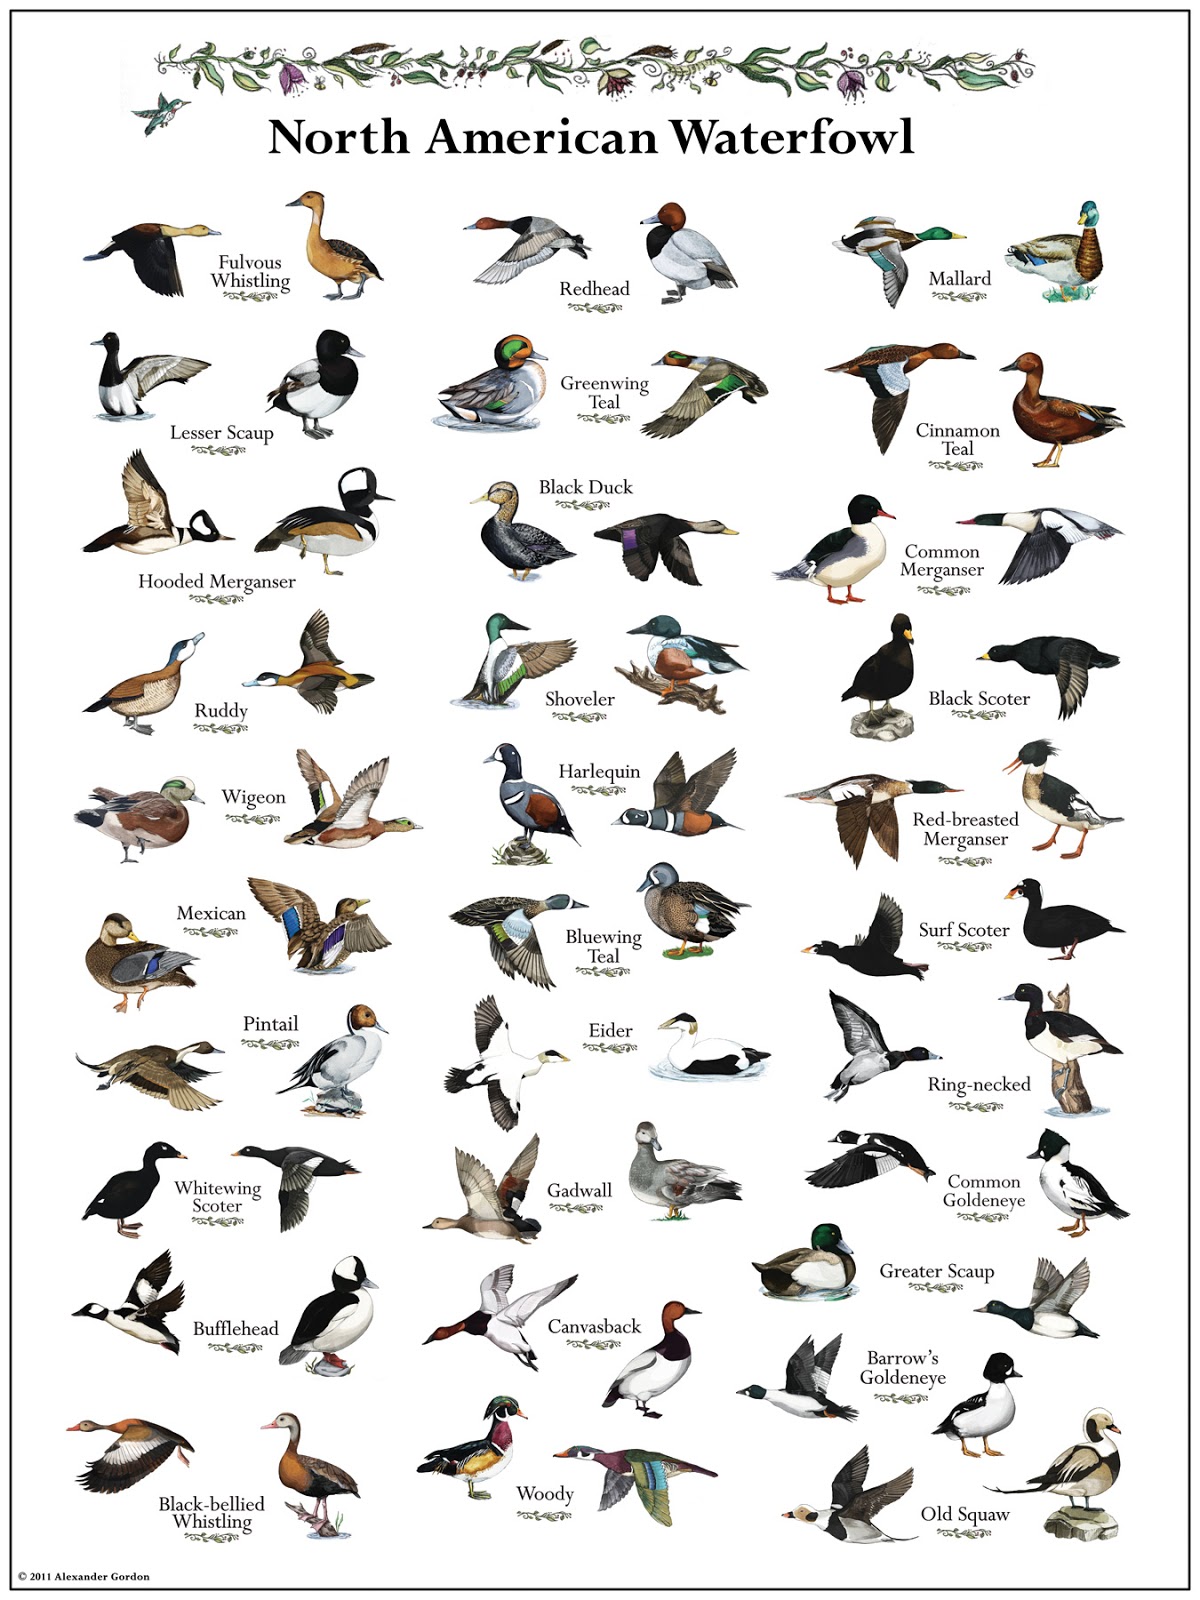 North American Waterfowl
Fulvous
Whistling
Redhead
Mallard
Lesser Scaup
Greenwing
Teal
Cinnamon
Teal
Hooded Merganser
Black Duck
Common
Merganser
Ruddy
Shoveler
Black Scoter
Wigeon
Harlequin
Red-breasted
Merganser
Mexican
Bluewing
Teal
Surf Scoter
Pintail
Eider
Ring-necked
Whitewing
Scoter
Gadwall
Common
Goldeneye
Bufflehead
Canvasback
Greater Scaup
Barrow's
Goldeneye
Black-bellied
Whistling
Woody
Old Squaw
© 2011 Alexander Gordon